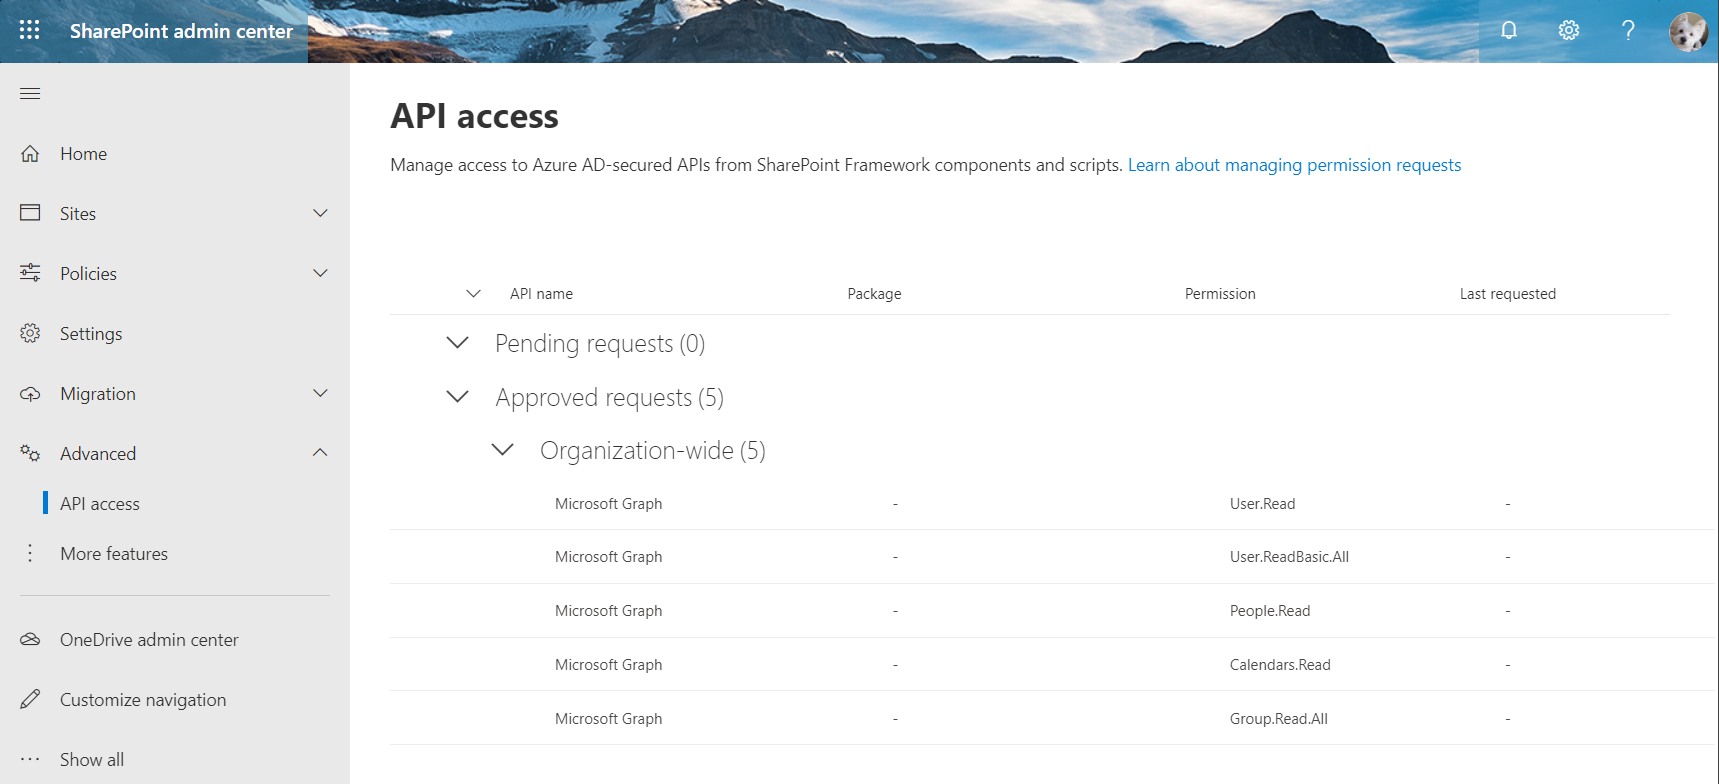 SharePoint admin center
Home
Sites
Policies
Settings
Migration
Advanced
API access
More features
OneDrive admin center
Customize navigation
Show all
API access
Manage access to Azure AD-secured APIs from SharePoint Framework components and scripts. Learn about managing permission requests
API name Package Permission Last requested
Pending requests (0)
Approved requests (5)
Organization-wide (5)
Microsoft Graph - User.Read -
Microsoft Graph - User.ReadBasic.All -
Microsoft Graph - People.Read -
Microsoft Graph - Calendars.Read -
Microsoft Graph - Group.Read.All -